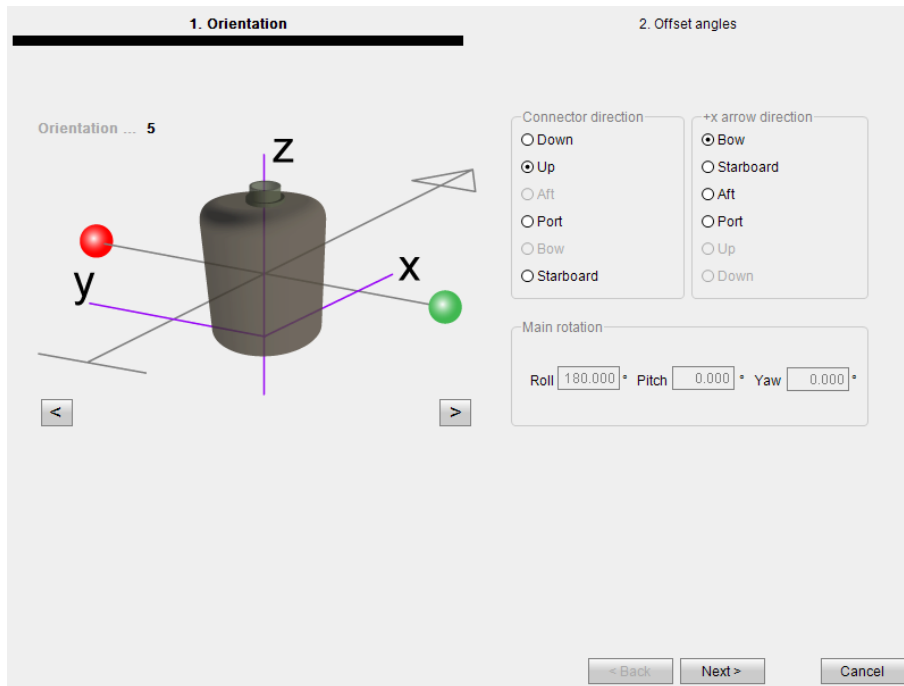 1. Orientation
2. Offset angles
Orientation ... 5
z
y
x
<
>
Connector direction
Down
Up
Aft
Port
Bow
Starboard
+x arrow direction
Bow
Starboard
Aft
Port
Up
Down
Main rotation
Roll 180.000 ° Pitch 0.000 ° Yaw 0.000 °
< Back Next > Cancel